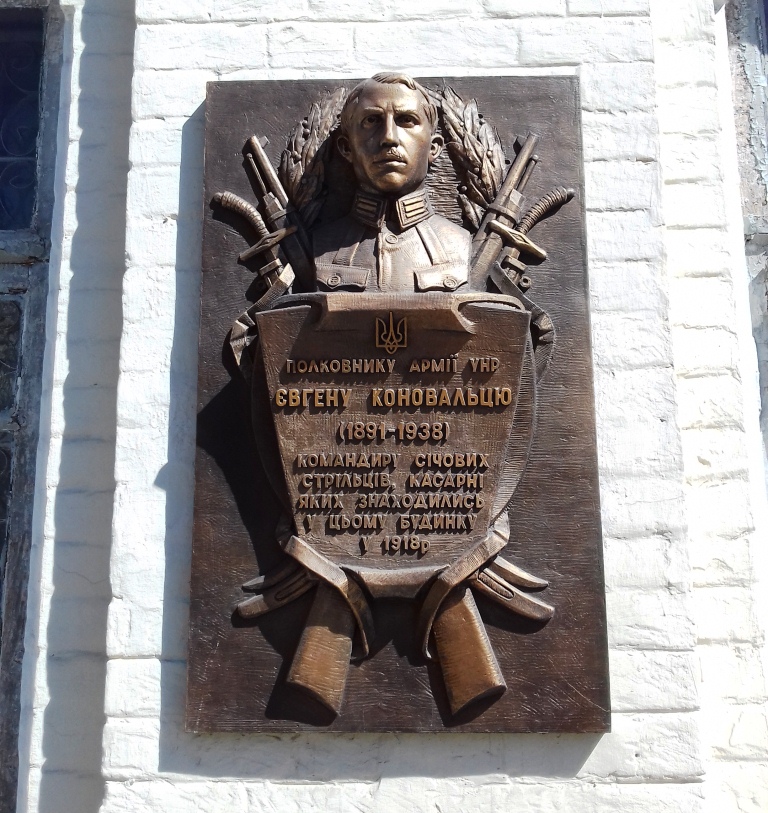 ПОЛКОВНИКУ АРМІЇ УНР
ЄВГЕНУ КОНОВАЛЬЦЮ
(1891-1938)
КОМАНДИРУ СІЧОВИХ
СТРІЛЬЦІВ, КАСАРНІ
ЯКИХ ЗНАХОДИЛИСЬ
У ЦЬОМУ БУДИНКУ
У 1918р